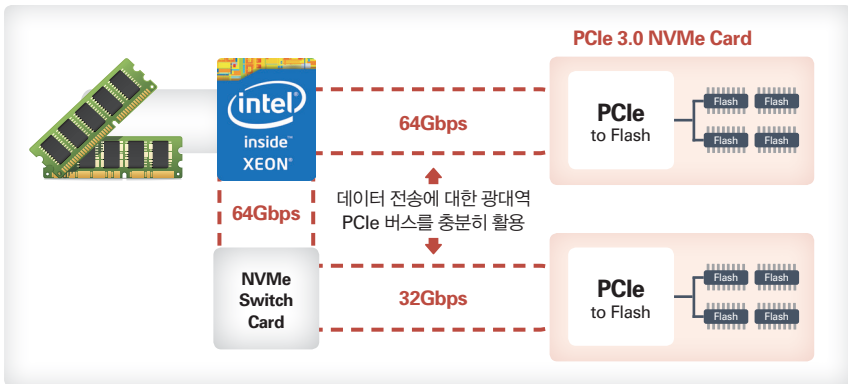 PCIe 3.0 NVMe Card
intel
inside™
XEON®
64Gbps
PCIe
to Flash
Flash
Flash
Flash
Flash
64Gbps
데이터 전송에 대한 광대역
PCIe 버스를 충분히 활용
NVMe
Switch
Card
32Gbps
PCIe
to Flash
Flash
Flash
Flash
Flash